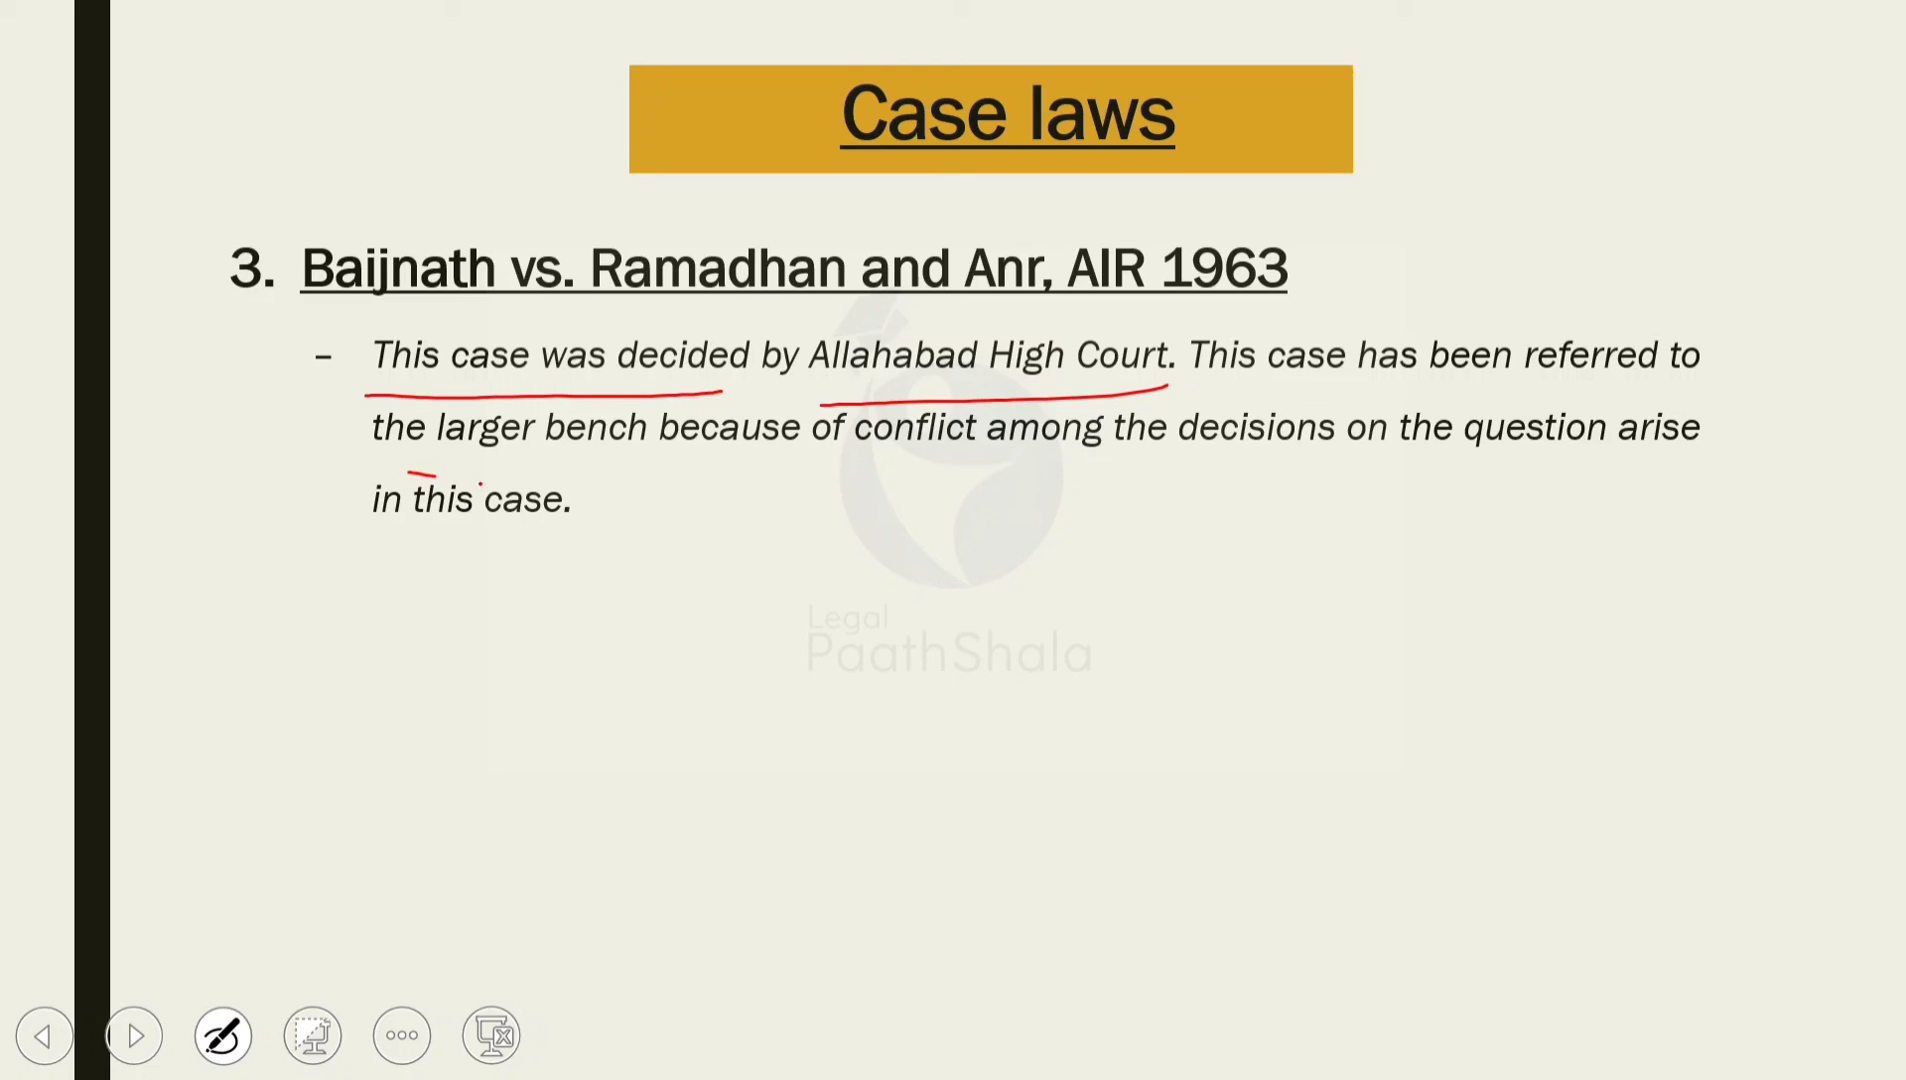 Case laws
3. Baijnath vs. Ramadhan and Anr, AIR 1963
– This case was decided by Allahabad High Court. This case has been referred to
the larger bench because of conflict among the decisions on the question arise
in this case.
Legal
PaathShala